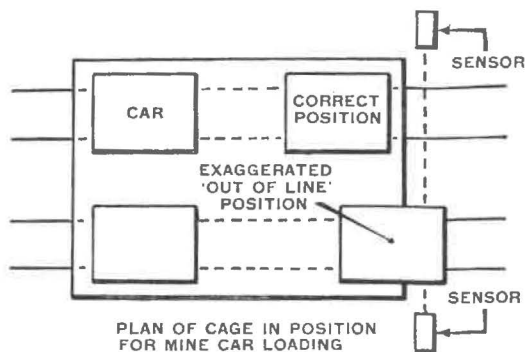 SENSOR
CAR
CORRECT
POSITION
EXAGGERATED
'OUT OF LINE'
POSITION
SENSOR
PLAN OF CAGE IN POSITION
FOR MINE CAR LOADING